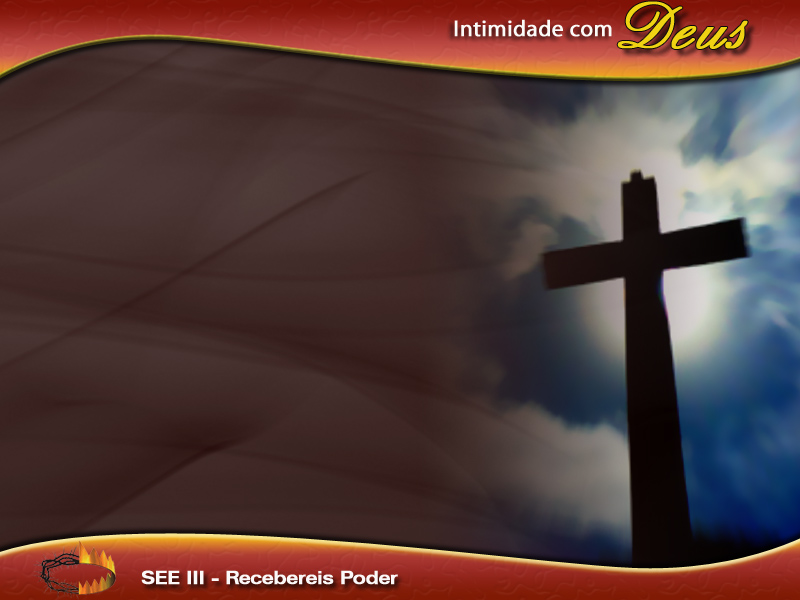 Intimidade com Deus
SEE III - Recebereis Poder